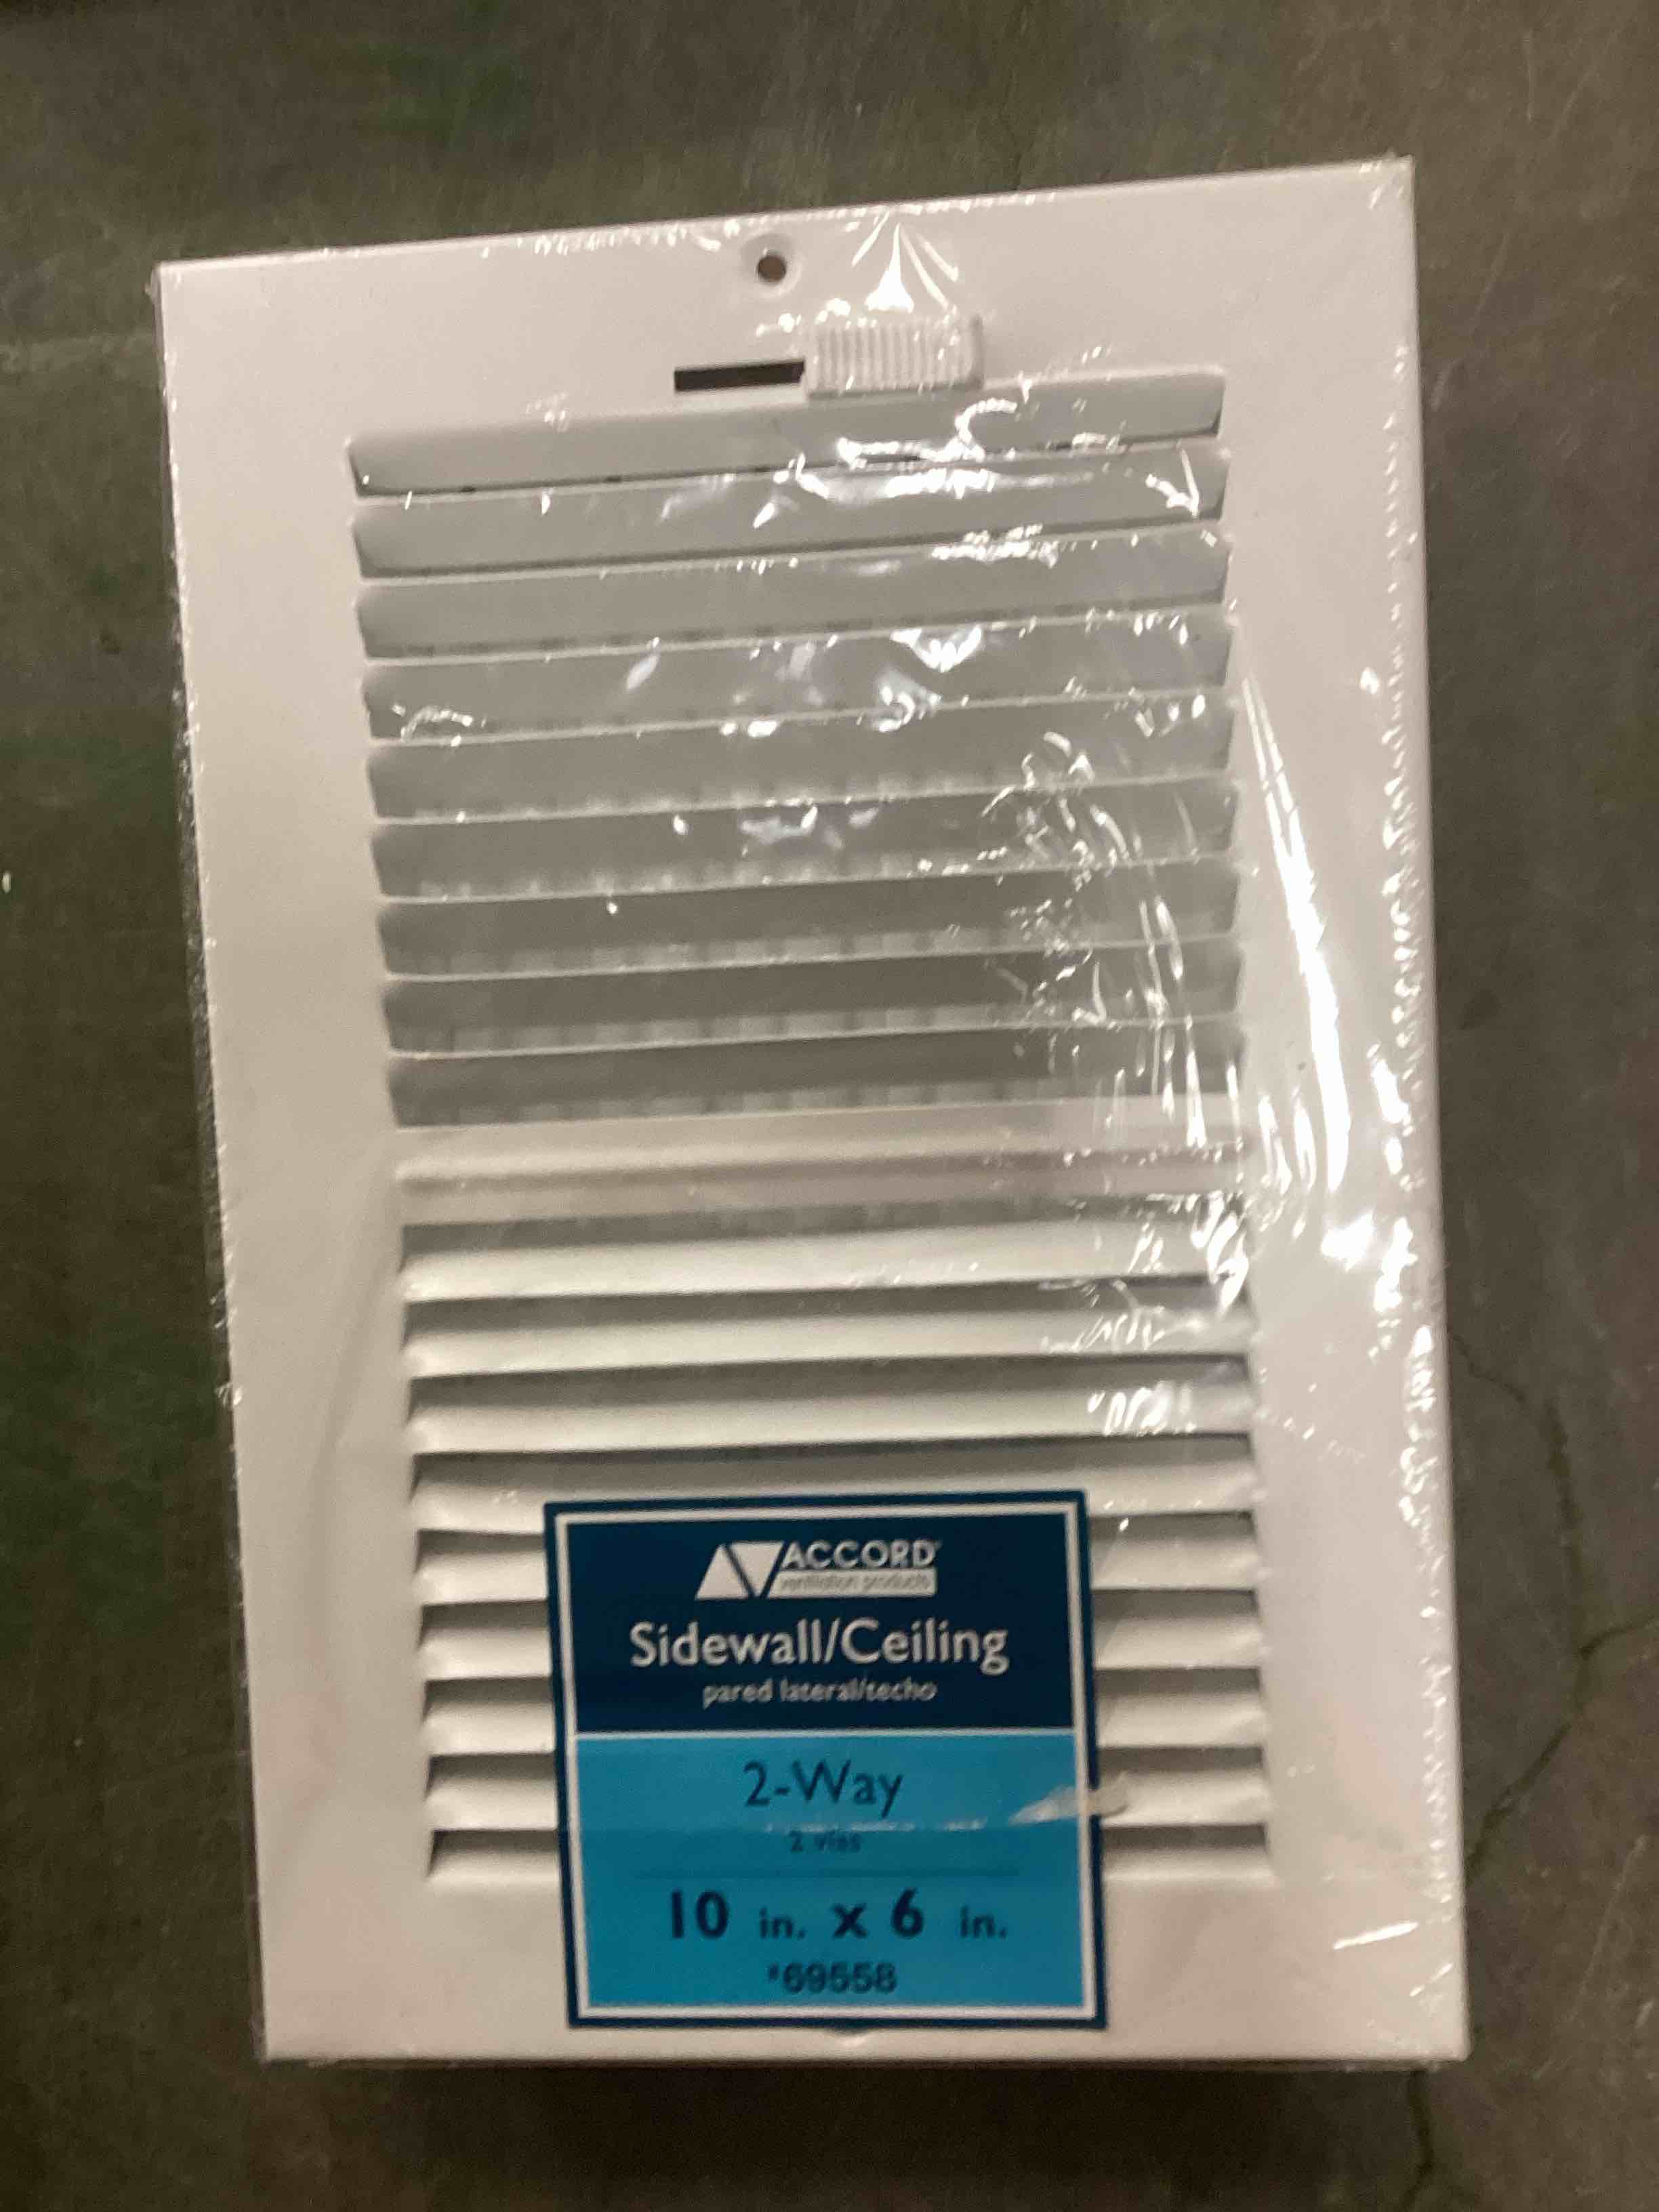 ACCORD
ventilation products
Sidewall/Ceiling
pared lateral/techo
2-Way
2 vías
10 in. x 6 in.
#69558